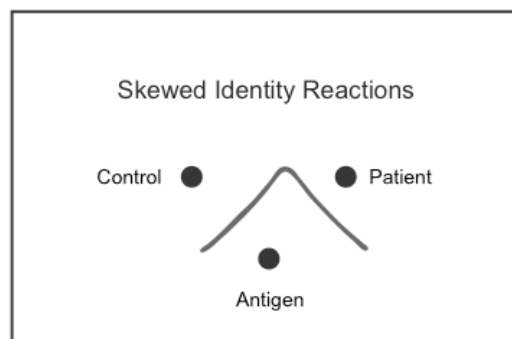 Skewed Identity Reactions
Control
Patient
Antigen